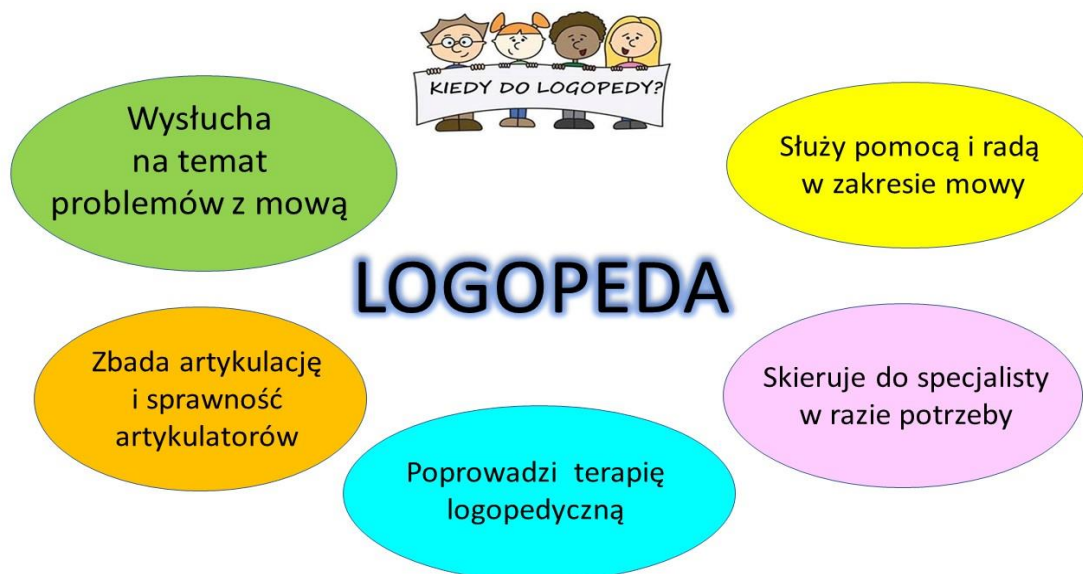 KIEDY DO LOGOPEDY?
Wysłucha
na temat
problemów z mową
Służy pomocą i radą
w zakresie mowy
LOGOPEDA
Zbada artykulację
i sprawność
artykulatorów
Skieruje do specjalisty
w razie potrzeby
Poprowadzi terapię
logopedyczną